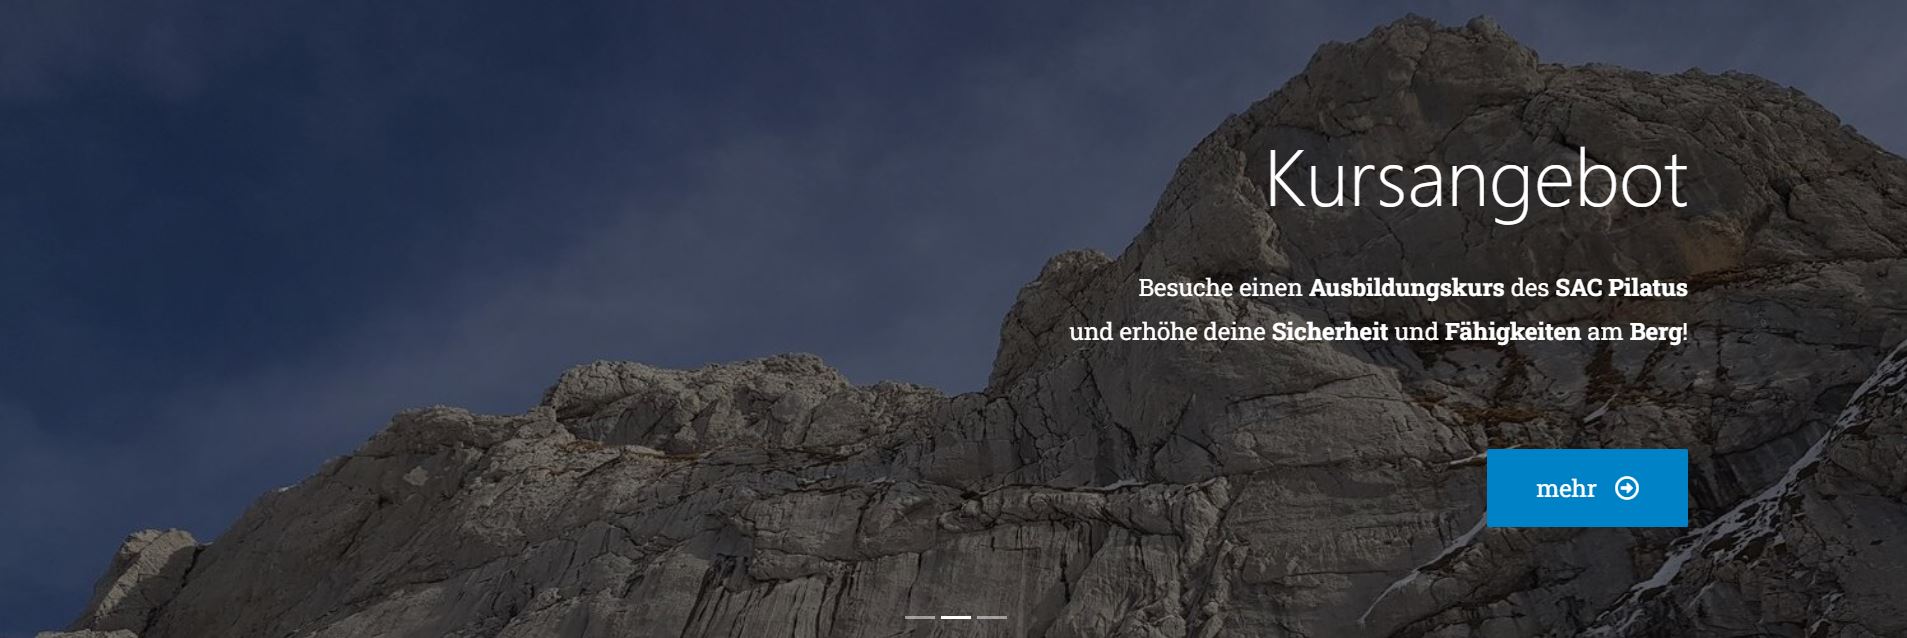 Kursangebot
Besuche einen Ausbildungskurs des SAC Pilatus
und erhöhe deine Sicherheit und Fähigkeiten am Berg!
mehr